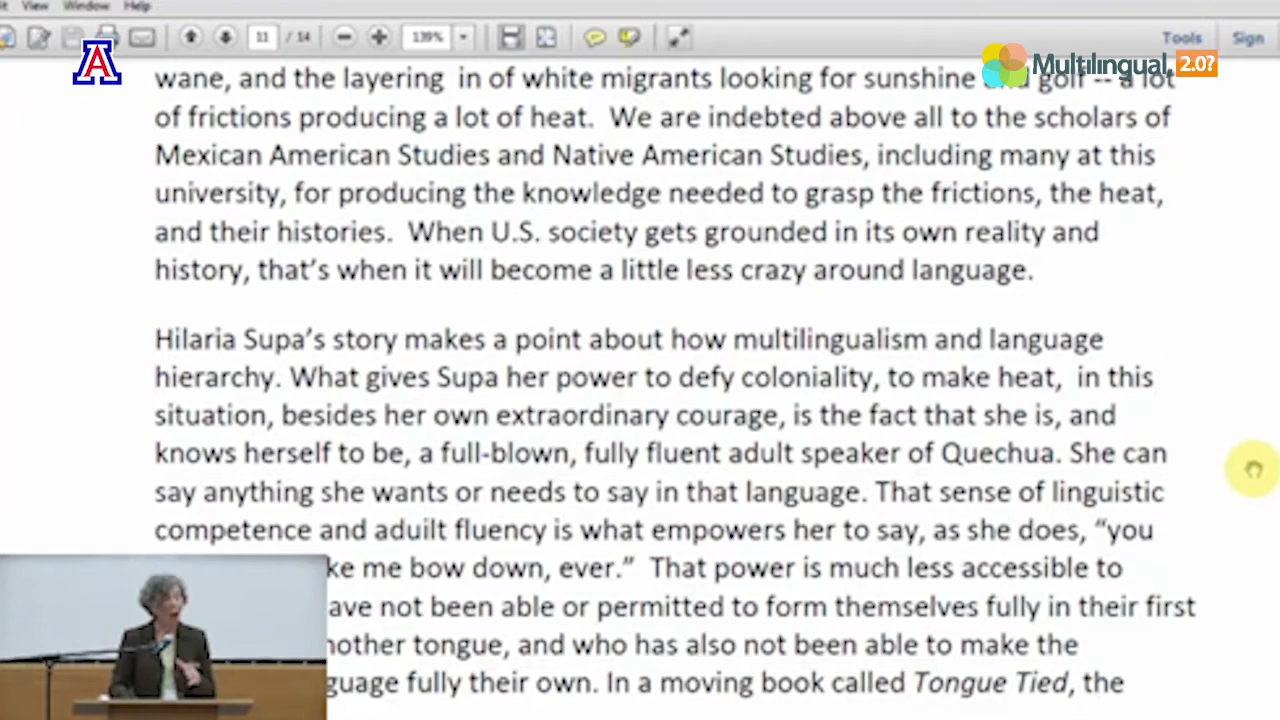 it View Window Help
11 / 14 139% Tools Sign
A
Multilingual, 2.0?
wane, and the layering in of white migrants looking for sunshine and golf -- a lot
of frictions producing a lot of heat. We are indebted above all to the scholars of
Mexican American Studies and Native American Studies, including many at this
university, for producing the knowledge needed to grasp the frictions, the heat,
and their histories. When U.S. society gets grounded in its own reality and
history, that's when it will become a little less crazy around language.
Hilaria Supa's story makes a point about how multilingualism and language
hierarchy. What gives Supa her power to defy coloniality, to make heat, in this
situation, besides her own extraordinary courage, is the fact that she is, and
knows herself to be, a full-blown, fully fluent adult speaker of Quechua. She can
say anything she wants or needs to say in that language. That sense of linguistic
competence and aduilt fluency is what empowers her to say, as she does, “you
ke me bow down, ever.” That power is much less accessible to
ave not been able or permitted to form themselves fully in their first
nother tongue, and who has also not been able to make the
guage fully their own. In a moving book called Tongue Tied, the